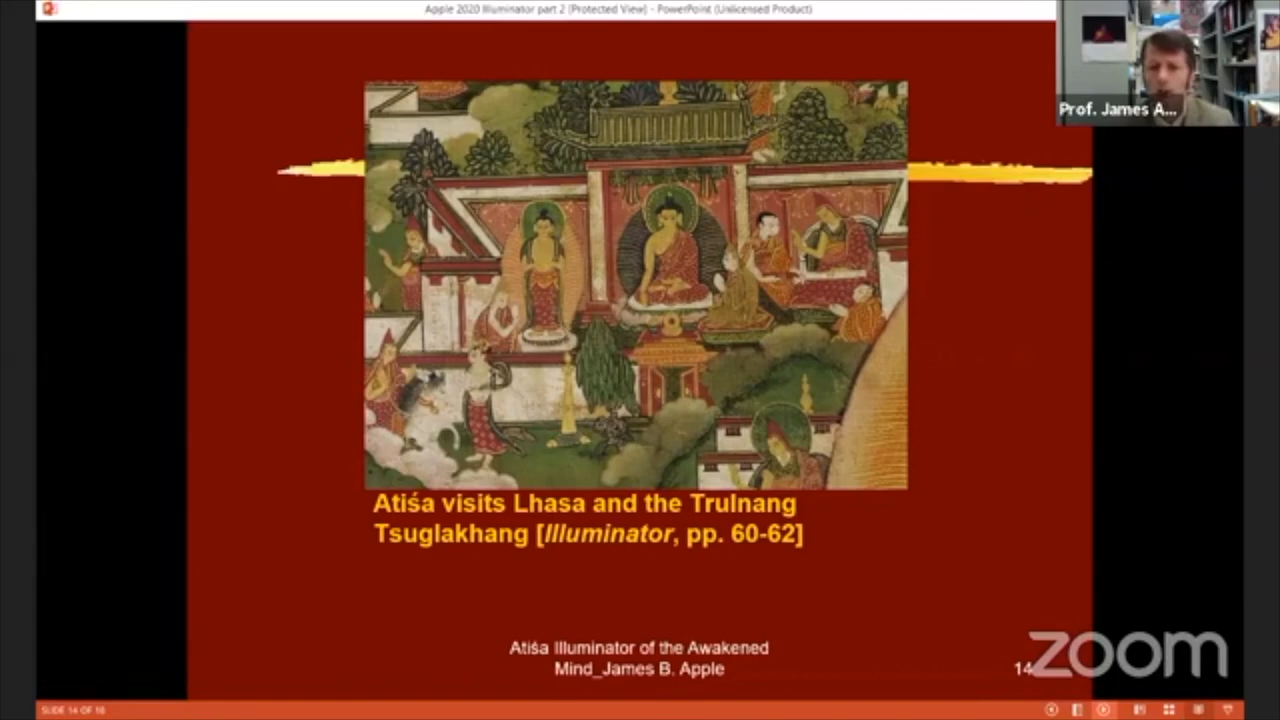 Apple 2020 Illuminator part 2 [Protected View] - PowerPoint (Unlicensed Product)
Prof. James A...
Atiśa visits Lhasa and the Trulnang
Tsuglakhang [Illuminator, pp. 60-62]
Atiśa Illuminator of the Awakened
Mind_James B. Apple
14
zoom
SLIDE 14 OF 18